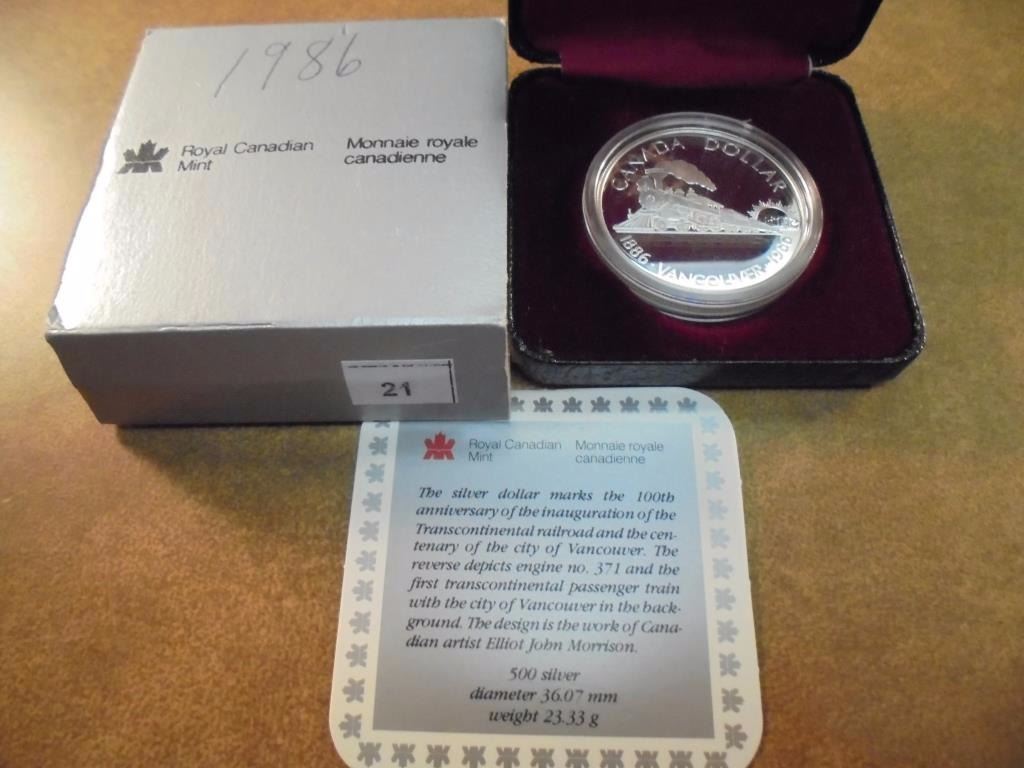 1986
Royal Canadian
Mint
Monnaie royale
canadienne
21
CANADA DOLLAR
1886 · VANCOUVER · 1986
Royal Canadian
Mint
Monnaie royale
canadienne
The silver dollar marks the 100th
anniversary of the inauguration of the
Transcontinental railroad and the cen-
tenary of the city of Vancouver. The
reverse depicts engine no. 371 and the
first transcontinental passenger train
with the city of Vancouver in the back-
ground. The design is the work of Cana-
dian artist Elliot John Morrison.
500 silver
diameter 36.07 mm
weight 23.33 g